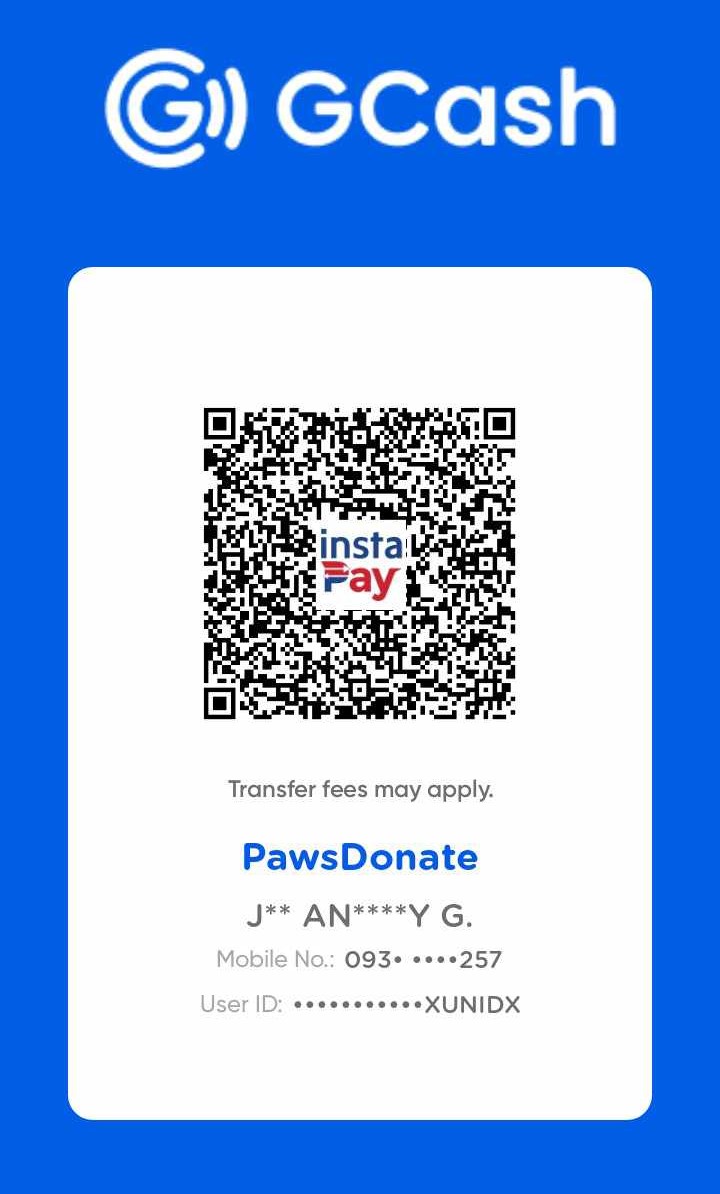 GCash
insta
Pay
Transfer fees may apply.
PawsDonate
J** AN****Y G.
Mobile No.: 093• ••••257
User ID: •••••••••••XUNIDX